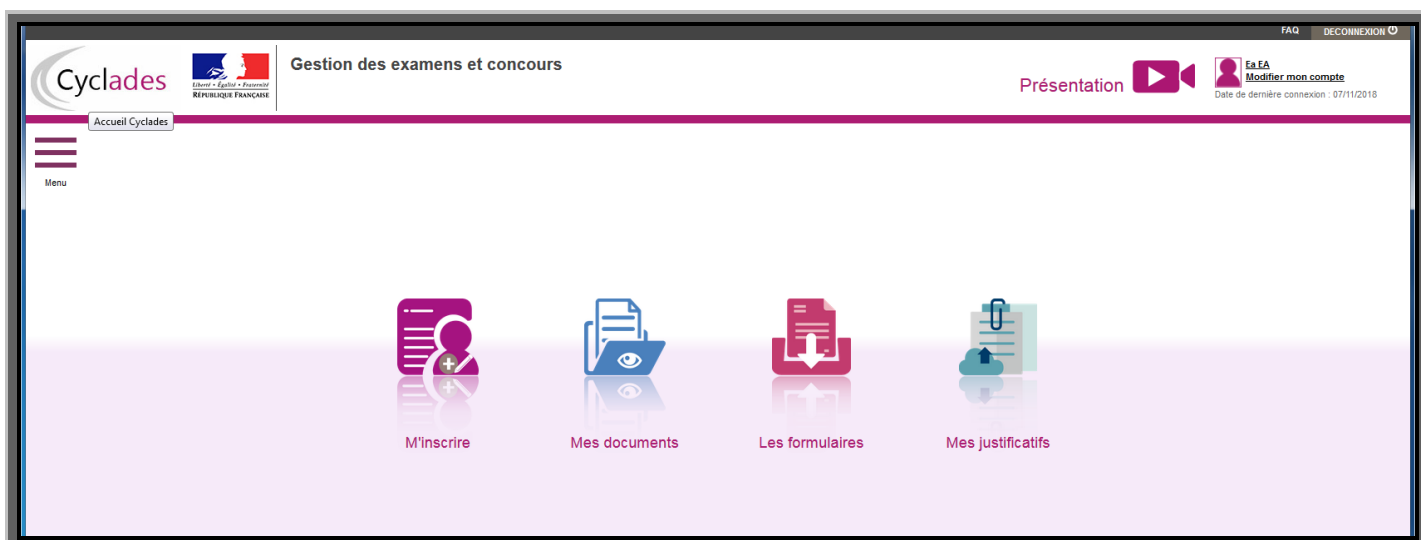 FAQ DECONNEXION
Cyclades
Liberté • Égalité • Fraternité
RÉPUBLIQUE FRANÇAISE
Gestion des examens et concours
Présentation
Ea EA
Modifier mon compte
Date de dernière connexion : 07/11/2018
Accueil Cyclades
Menu
M'inscrire Mes documents Les formulaires Mes justificatifs